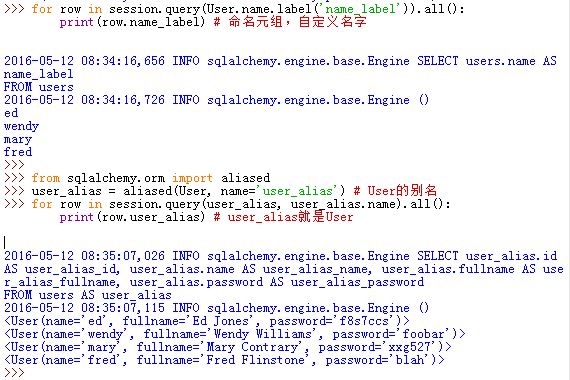 >>> for row in session.query(User.name.label('name_label')).all():
print(row.name_label) # 命名元组，自定义名字
2016-05-12 08:34:16,656 INFO sqlalchemy.engine.base.Engine SELECT users.name AS
name_label
FROM users
2016-05-12 08:34:16,726 INFO sqlalchemy.engine.base.Engine ()
ed
wendy
mary
fred
>>>
>>> from sqlalchemy.orm import aliased
>>> user_alias = aliased(User, name='user_alias') # User的别名
>>> for row in session.query(user_alias, user_alias.name).all():
print(row.user_alias) # user_alias就是User
2016-05-12 08:35:07,026 INFO sqlalchemy.engine.base.Engine SELECT user_alias.id
AS user_alias_id, user_alias.name AS user_alias_name, user_alias.fullname AS use
r_alias_fullname, user_alias.password AS user_alias_password
FROM users AS user_alias
2016-05-12 08:35:07,115 INFO sqlalchemy.engine.base.Engine ()
<User(name='ed', fullname='Ed Jones', password='f8s7ccs')>
<User(name='wendy', fullname='Wendy Williams', password='foobar')>
<User(name='mary', fullname='Mary Contrary', password='xxg527')>
<User(name='fred', fullname='Fred Flinstone', password='blah')>
>>>